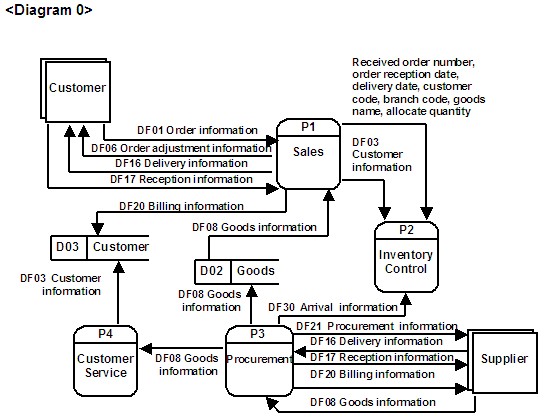 <Diagram 0>
Received order number,
order reception date,
delivery date, customer
code, branch code, goods
name, allocate quantity
Customer
DF01 Order information
P1
Sales
DF06 Order adjustment information
DF03
Customer
information
DF16 Delivery information
DF17 Reception information
DF20 Billing information
DF08 Goods information
P2
Inventory
Control
D03 Customer
D02 Goods
DF03 Customer
information
DF08 Goods
information
DF30 Arrival information
P4
Customer
Service
DF08 Goods
information
P3
Procurement
DF21 Procurement information
DF16 Delivery information
DF17 Reception information
DF20 Billing information
DF08 Goods information
Supplier